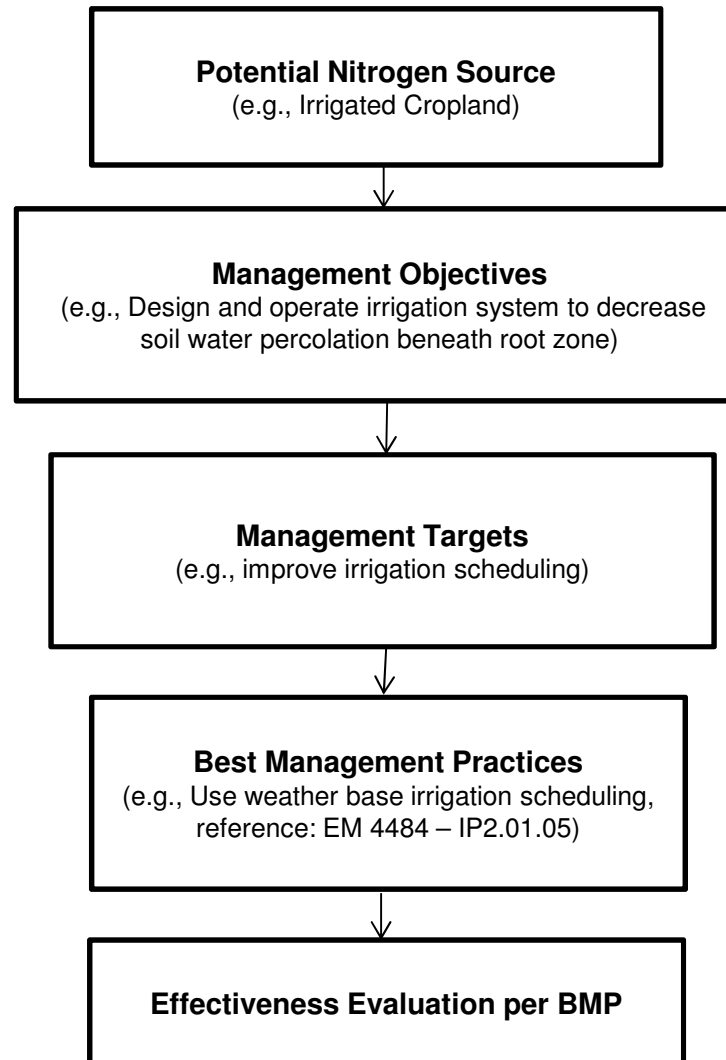 Potential Nitrogen Source
(e.g., Irrigated Cropland)
Management Objectives
(e.g., Design and operate irrigation system to decrease
soil water percolation beneath root zone)
Management Targets
(e.g., improve irrigation scheduling)
Best Management Practices
(e.g., Use weather base irrigation scheduling,
reference: EM 4484 – IP2.01.05)
Effectiveness Evaluation per BMP